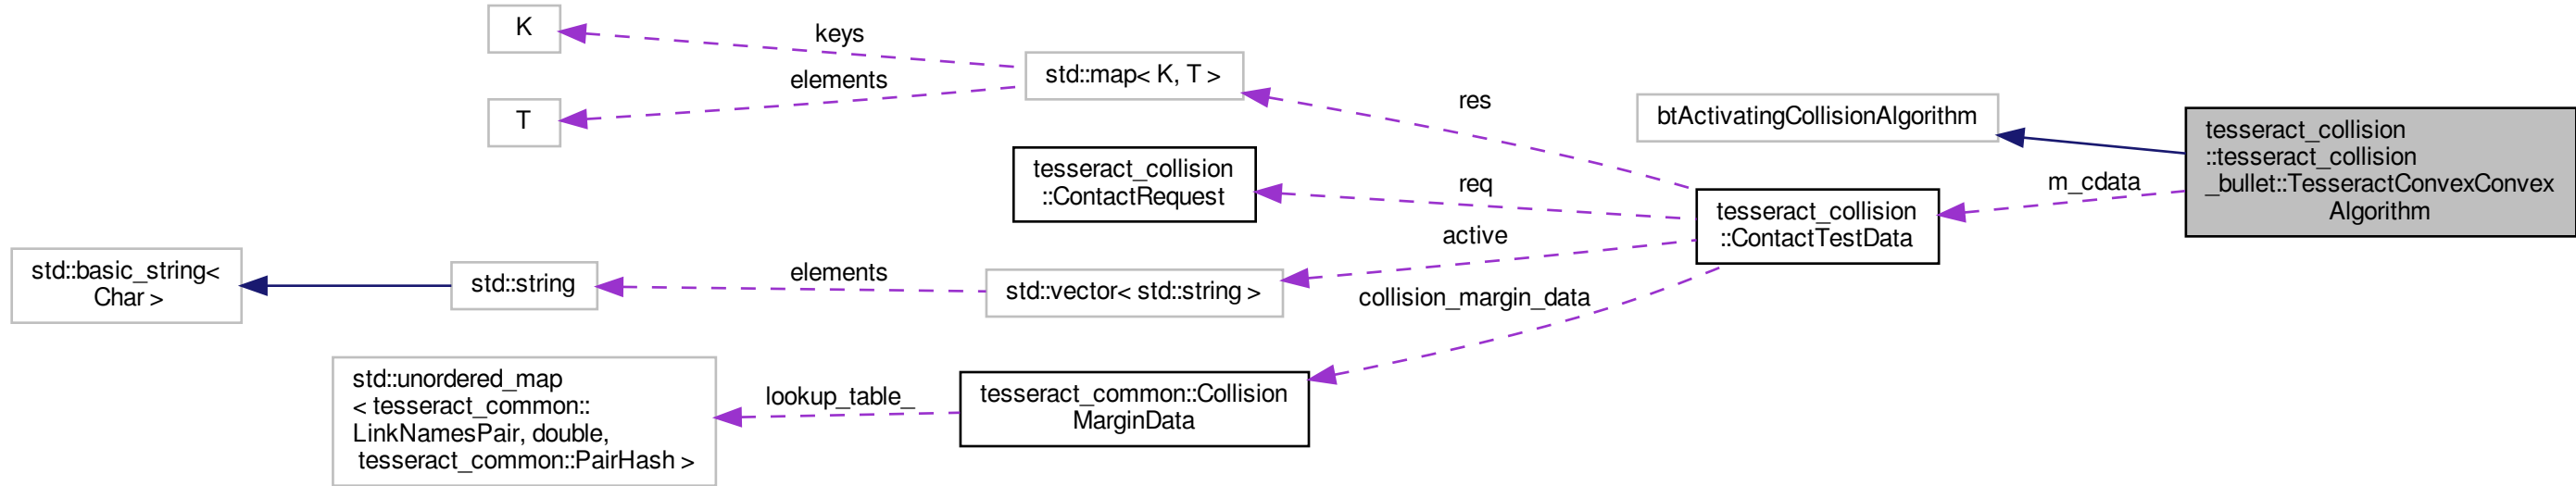 K
keys
std::map< K, T >
elements
T
res
btActivatingCollisionAlgorithm
tesseract_collision
::tesseract_collision
_bullet::TesseractConvexConvex
Algorithm
tesseract_collision
::ContactRequest
req
m_cdata
tesseract_collision
::ContactTestData
active
std::basic_string<
Char >
std::string
elements
std::vector< std::string >
collision_margin_data
std::unordered_map
< tesseract_common::
LinkNamesPair, double,
tesseract_common::PairHash >
lookup_table_
tesseract_common::Collision
MarginData